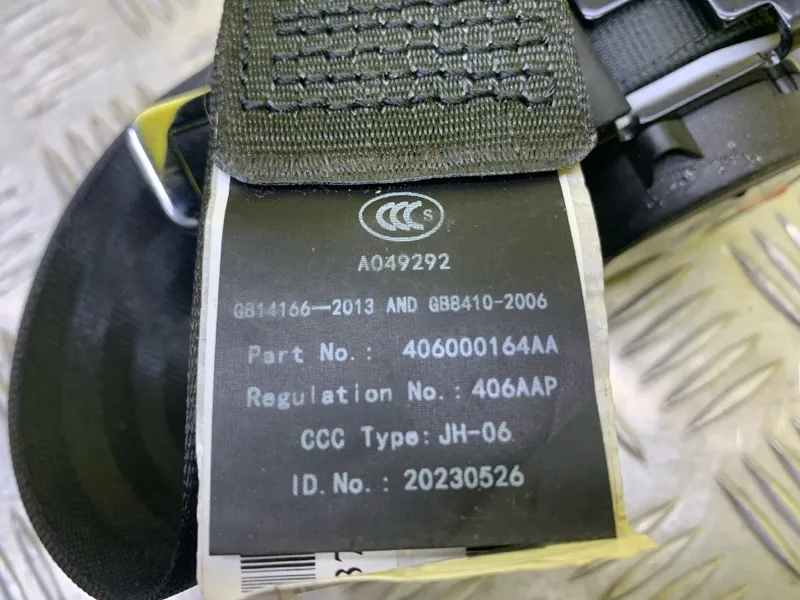 CCC S
A049292
GB14166—2013 AND GB8410-2006
Part No.: 406000164AA
Regulation No.: 406AAP
CCC Type: JH-06
ID.No.: 20230526